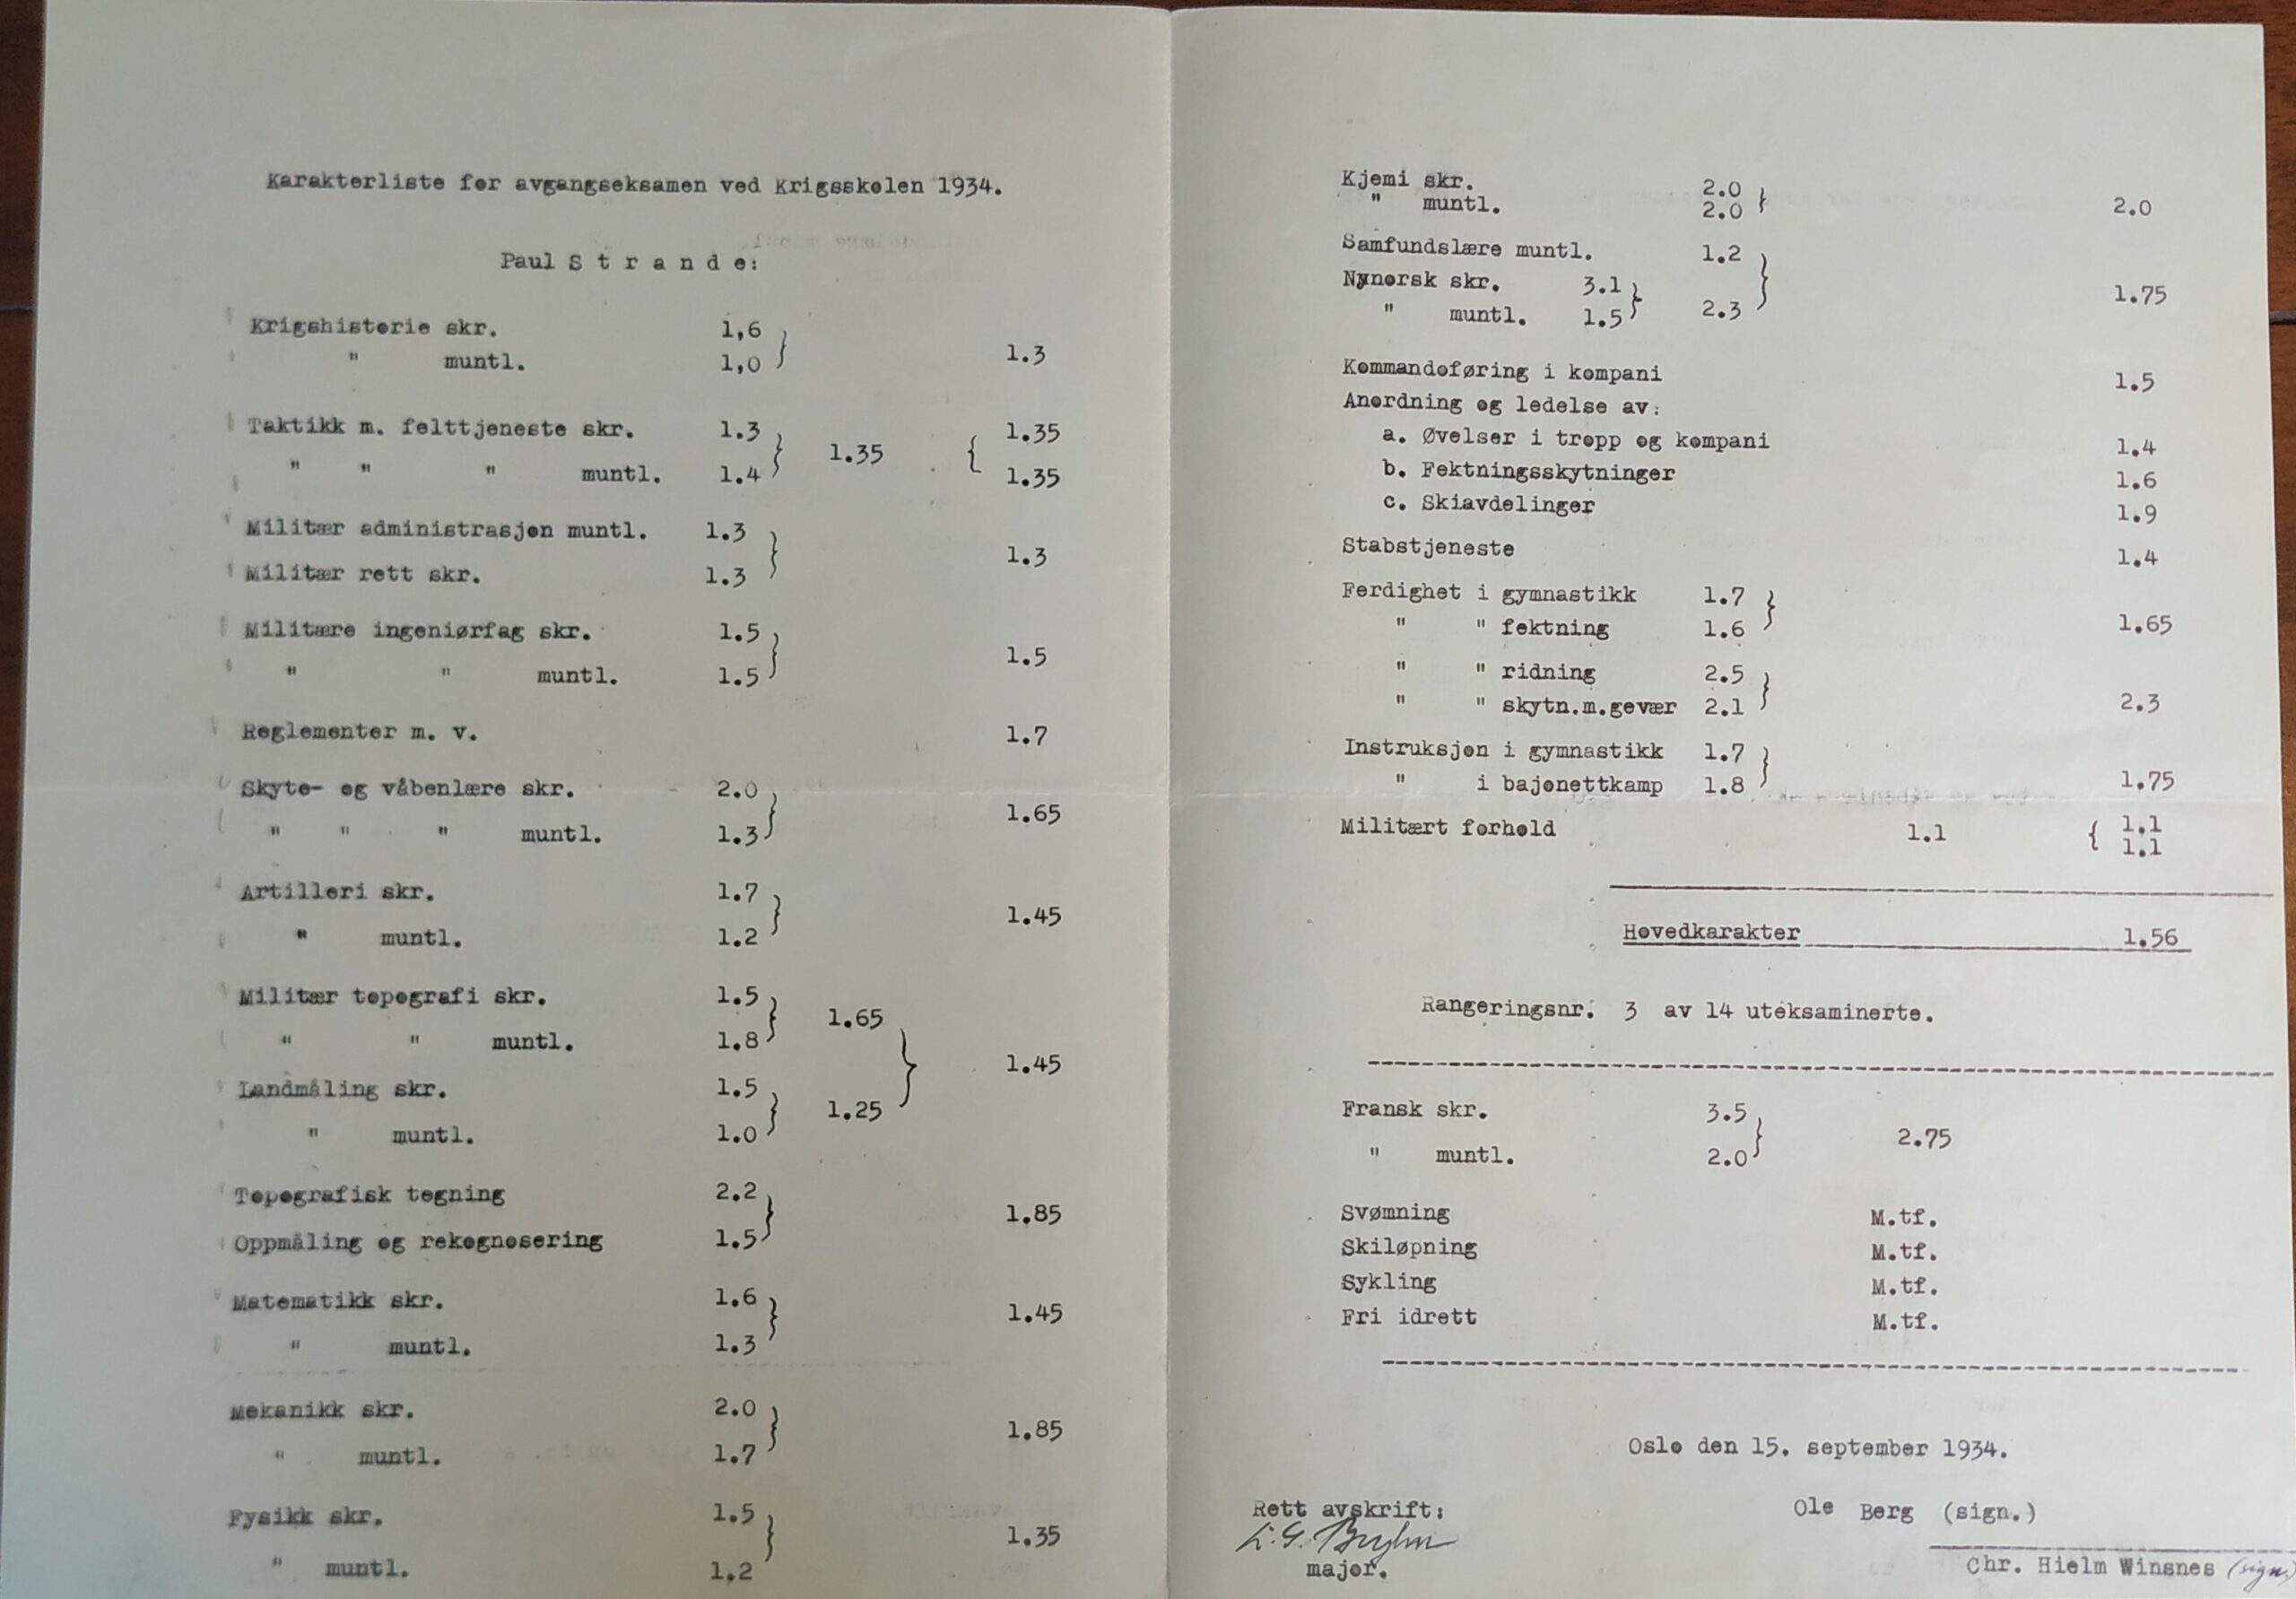 Karakterliste for avgangseksamen ved Krigsskolen 1934.
Paul S t r a n d e:
Krigshistorie skr. 1,6 }
" muntl. 1,0 } 1.3
Taktikk m. felttjeneste skr. 1.3 } 1.35 { 1.35
" " " muntl. 1.4 } { 1.35
Militær administrasjon muntl. 1.3 } 1.3
Militær rett skr. 1.3 }
Militære ingeniørfag skr. 1.5 } 1.5
" " muntl. 1.5 }
Reglementer m. v. 1.7
Skyte- og våbenlære skr. 2.0 } 1.65
" " " muntl. 1.3 }
Artilleri skr. 1.7 } 1.45
" muntl. 1.2 }
Militær topografi skr. 1.5 } 1.65
" " muntl. 1.8 } } 1.45
Landmåling skr. 1.5 } 1.25
" muntl. 1.0 }
Topografisk tegning 2.2 } 1.85
Oppmåling og rekognosering 1.5 }
Matematikk skr. 1.6 } 1.45
" muntl. 1.3 }
Mekanikk skr. 2.0 } 1.85
" muntl. 1.7 }
Fysikk skr. 1.5 } 1.35
" muntl. 1.2 }
Kjemi skr. 2.0 } 2.0
" muntl. 2.0 }
Samfundslære muntl. 1.2 }
Nynorsk skr. 3.1 } } 1.75
" muntl. 1.5 } 2.3 }
Kommandoføring i kompani 1.5
Anordning og ledelse av:
a. Øvelser i tropp og kompani 1.4
b. Fektningsskytninger 1.6
c. Skiavdelinger 1.9
Stabstjeneste 1.4
Ferdighet i gymnastikk 1.7 } 1.65
" " fektning 1.6 }
" " ridning 2.5 } 2.3
" " skytn.m.gevær 2.1 }
Instruksjon i gymnastikk 1.7 } 1.75
" i bajonettkamp 1.8 }
Militært forhold 1.1 { 1.1
1.1
Hovedkarakter 1.56
Rangeringsnr. 3 av 14 uteksaminerte.
Fransk skr. 3.5 } 2.75
" muntl. 2.0 }
Svømning M.tf.
Skiløpning M.tf.
Sykling M.tf.
Fri idrett M.tf.
Oslo den 15. september 1934.
Rett avskrift:
Ole Berg (sign.)
major.
Chr. Hielm Winsnes (sign.)